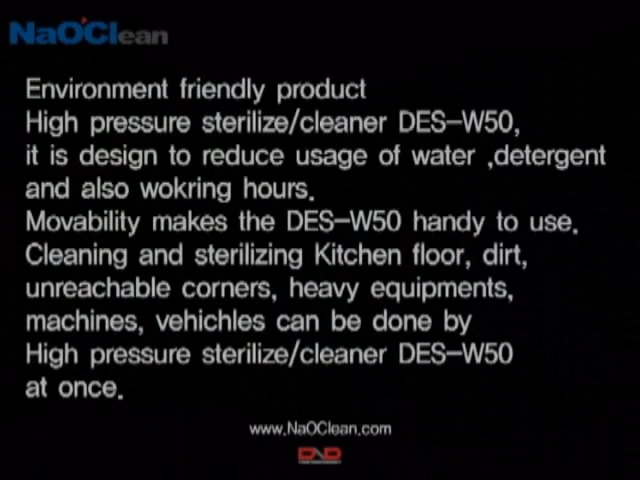 NaOClean
Environment friendly product
High pressure sterilize/cleaner DES-W50,
it is design to reduce usage of water ,detergent
and also wokring hours.
Movability makes the DES-W50 handy to use.
Cleaning and sterilizing Kitchen floor, dirt,
unreachable corners, heavy equipments,
machines, vehichles can be done by
High pressure sterilize/cleaner DES-W50
at once.
www.NaOClean.com
DND